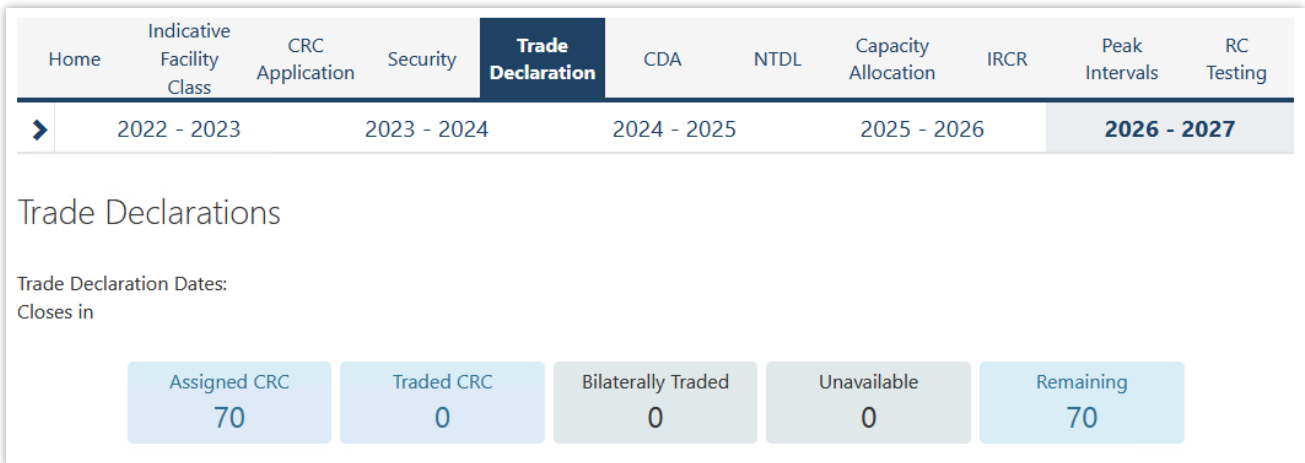 Home
Indicative
Facility
Class
CRC
Application
Security
Trade
Declaration
CDA
NTDL
Capacity
Allocation
IRCR
Peak
Intervals
RC
Testing
2022 - 2023
2023 - 2024
2024 - 2025
2025 - 2026
2026 - 2027
Trade Declarations
Trade Declaration Dates:
Closes in
Assigned CRC
70
Traded CRC
0
Bilaterally Traded
0
Unavailable
0
Remaining
70